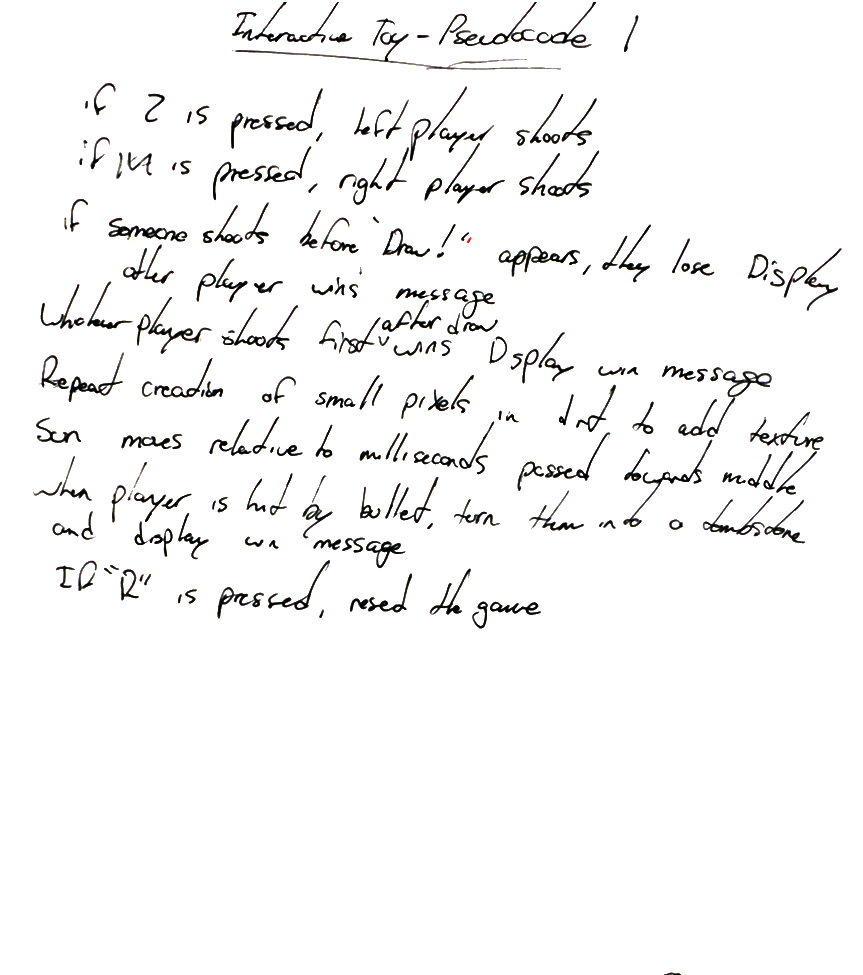 Interactive Toy - Pseudocode 1
if Z is pressed, left player shoots
if M is pressed, right player shoots
if someone shoots before "Draw!" appears, they lose Display
other player wins message
Whatever player shoots first after draw wins Display win message
Repeat creation of small pixels in dirt to add texture
Sun moves relative to milliseconds passed towards middle
when player is hit by bullet, turn them into a tombstone
and display win message
If "R" is pressed, reset the game